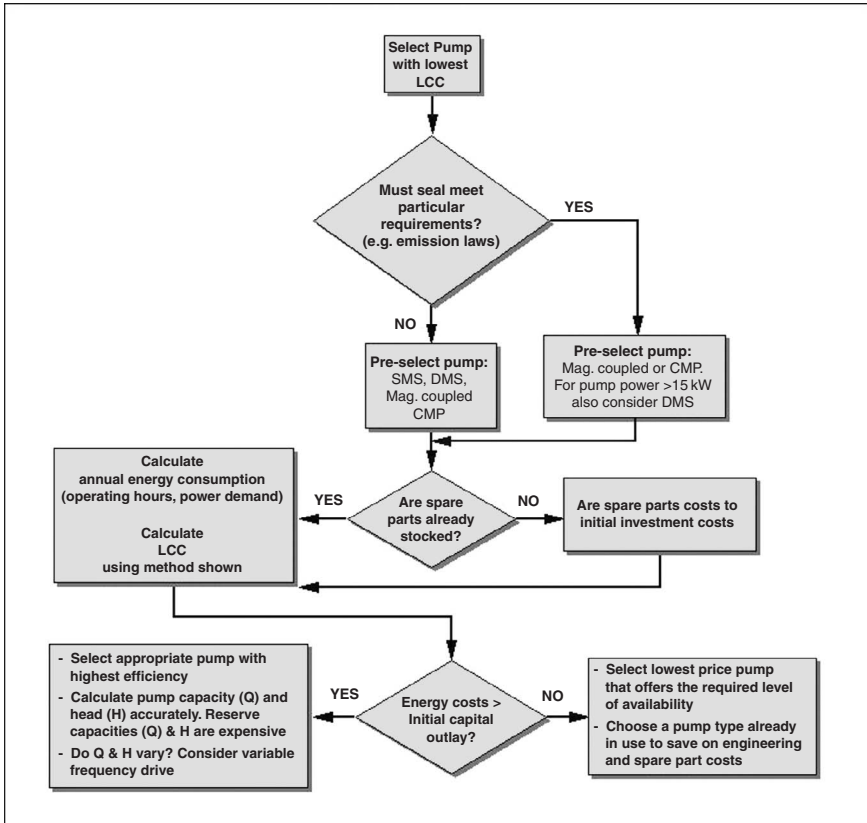 Select Pump
with lowest
LCC
Must seal meet
particular
requirements?
(e.g. emission laws)
YES
NO
Pre-select pump:
SMS, DMS,
Mag. coupled
CMP
Pre-select pump:
Mag. coupled or CMP.
For pump power >15 kW
also consider DMS
Calculate
annual energy consumption
(operating hours, power demand)
Calculate
LCC
using method shown
YES
Are spare
parts already
stocked?
NO
Are spare parts costs to
initial investment costs
- Select appropriate pump with
highest efficiency
- Calculate pump capacity (Q) and
head (H) accurately. Reserve
capacities (Q) & H are expensive
- Do Q & H vary? Consider variable
frequency drive
YES
Energy costs >
Initial capital
outlay?
NO
- Select lowest price pump
that offers the required level
of availability
- Choose a pump type already
in use to save on engineering
and spare part costs